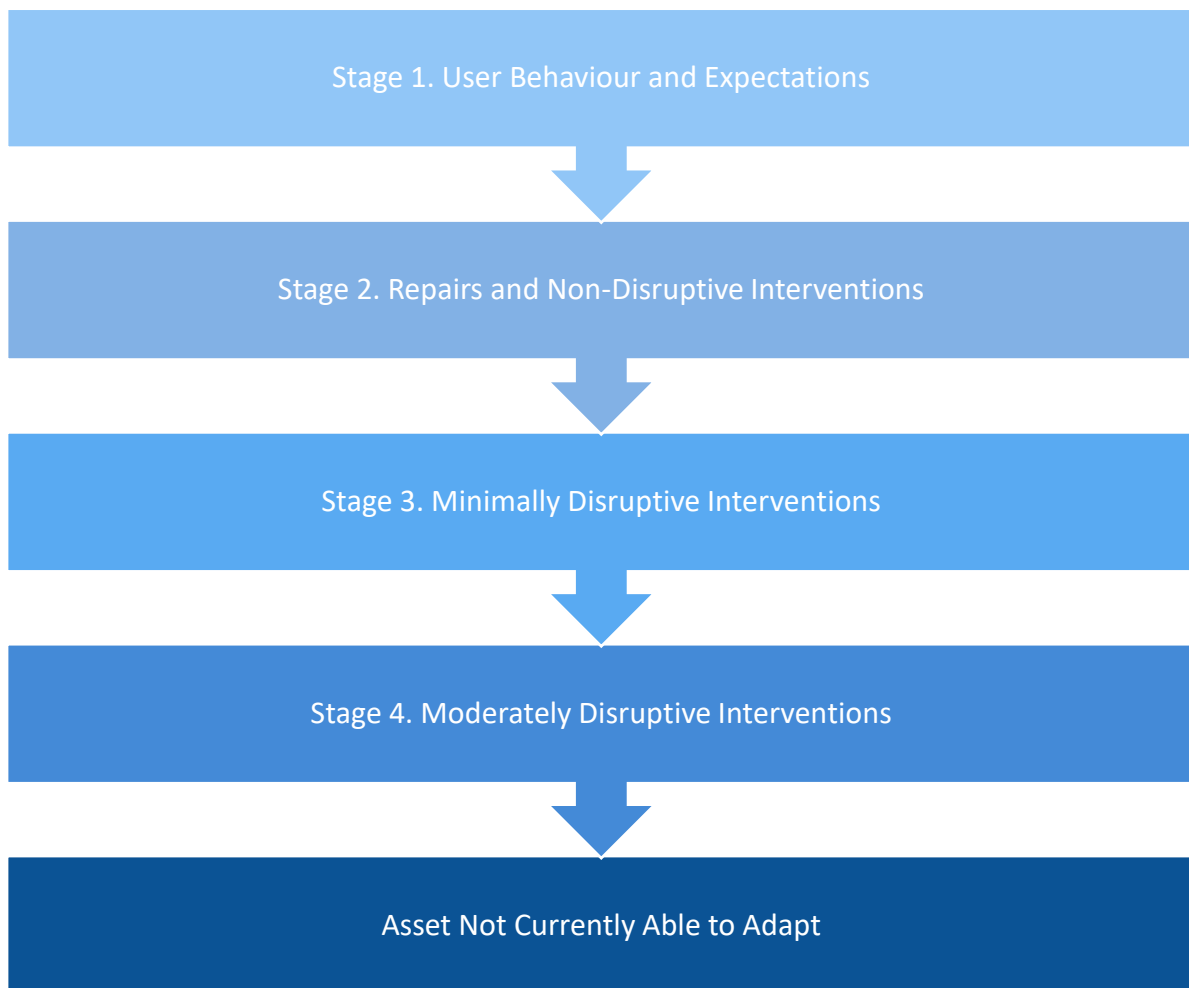 Stage 1. User Behaviour and Expectations
Stage 2. Repairs and Non-Disruptive Interventions
Stage 3. Minimally Disruptive Interventions
Stage 4. Moderately Disruptive Interventions
Asset Not Currently Able to Adapt